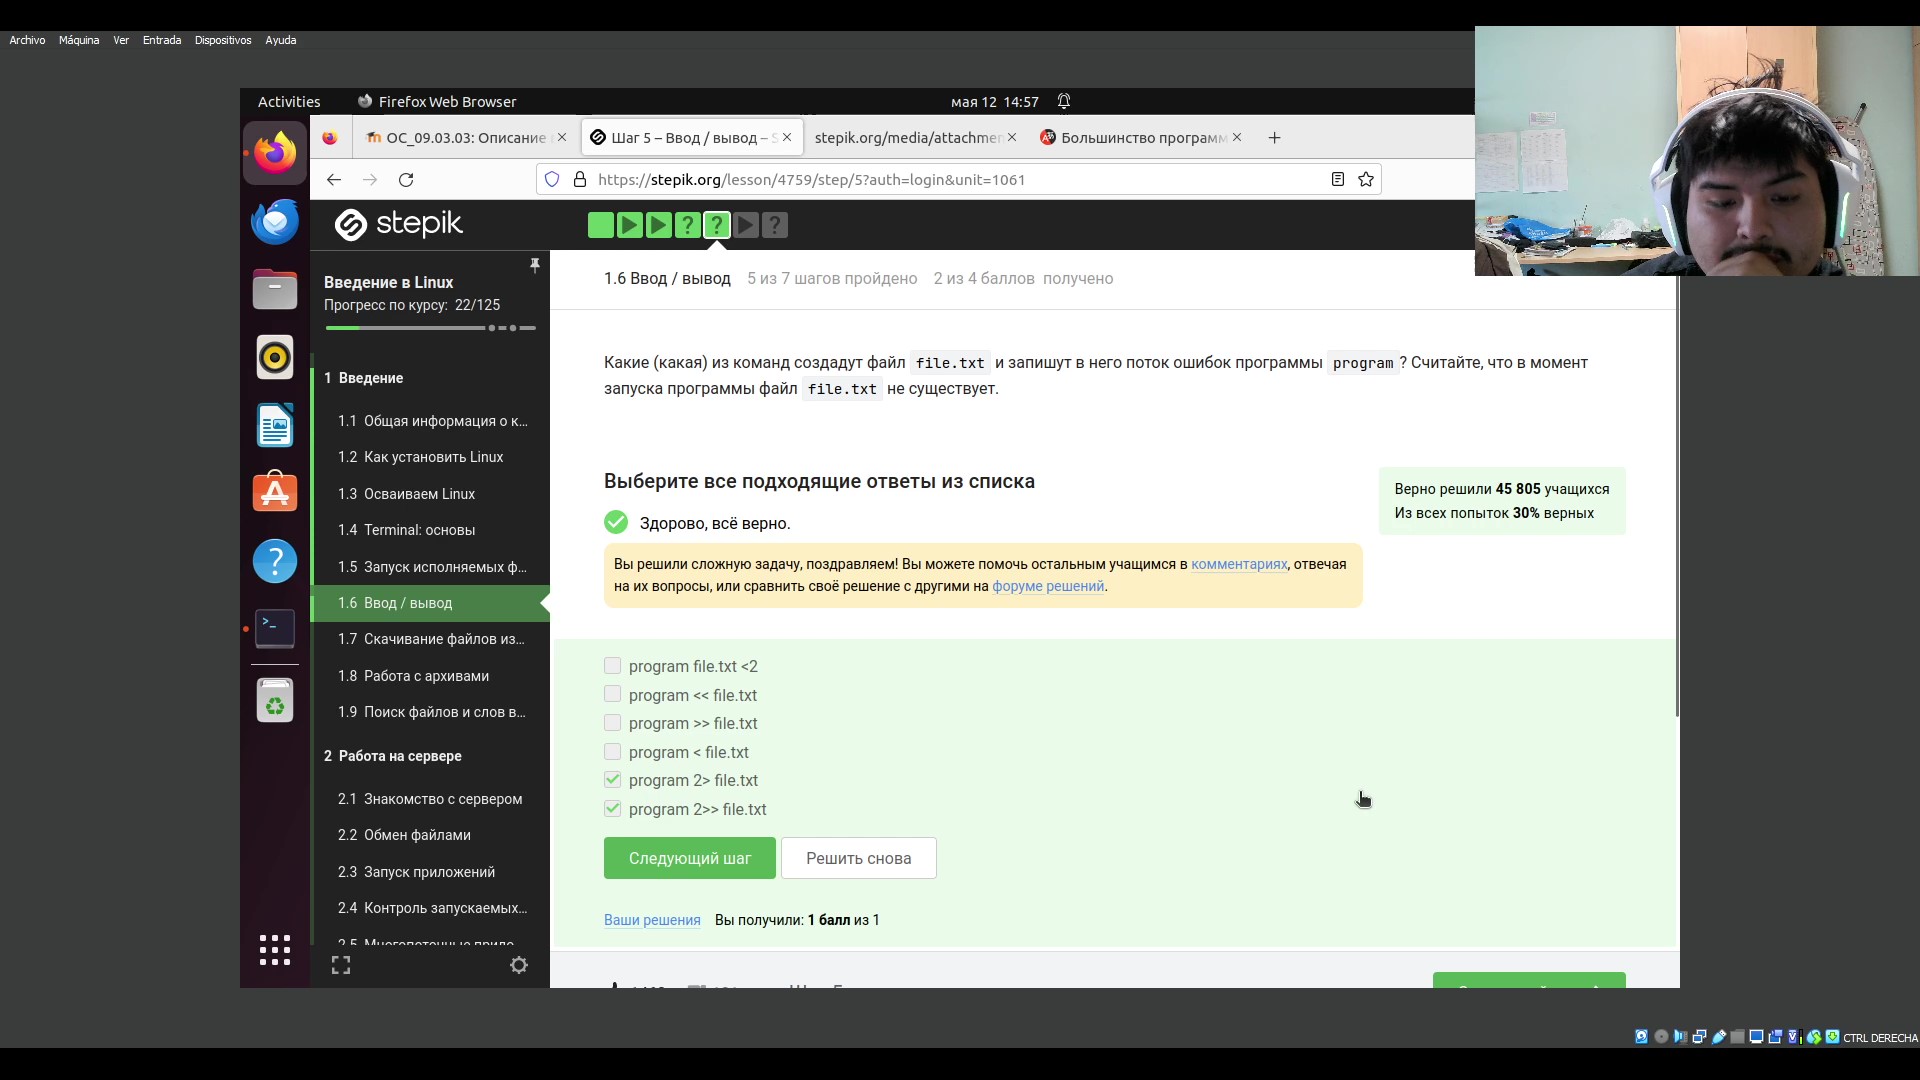 Archivo Máquina Ver Entrada Dispositivos Ayuda
Activities Firefox Web Browser мая 12 14:57
ОС_09.03.03: Описание Шаг 5 – Ввод / вывод – stepik.org/media/attachmen Большинство программ
https://stepik.org/lesson/4759/step/5?auth=login&unit=1061
stepik
Введение в Linux
Прогресс по курсу: 22/125
1 Введение
1.1 Общая информация о к...
1.2 Как установить Linux
1.3 Осваиваем Linux
1.4 Terminal: основы
1.5 Запуск исполняемых ф...
1.6 Ввод / вывод
1.7 Скачивание файлов из...
1.8 Работа с архивами
1.9 Поиск файлов и слов в...
2 Работа на сервере
2.1 Знакомство с сервером
2.2 Обмен файлами
2.3 Запуск приложений
2.4 Контроль запускаемых...
1.6 Ввод / вывод 5 из 7 шагов пройдено 2 из 4 баллов получено
Какие (какая) из команд создадут файл file.txt и запишут в него поток ошибок программы program? Считайте, что в момент
запуска программы файл file.txt не существует.
Выберите все подходящие ответы из списка
Верно решили 45 805 учащихся
Из всех попыток 30% верных
Здорово, всё верно.
Вы решили сложную задачу, поздравляем! Вы можете помочь остальным учащимся в комментариях, отвечая
на их вопросы, или сравнить своё решение с другими на форуме решений.
program file.txt <2
program << file.txt
program >> file.txt
program < file.txt
program 2> file.txt
program 2>> file.txt
Следующий шаг Решить снова
Ваши решения Вы получили: 1 балл из 1
CTRL DERECHA